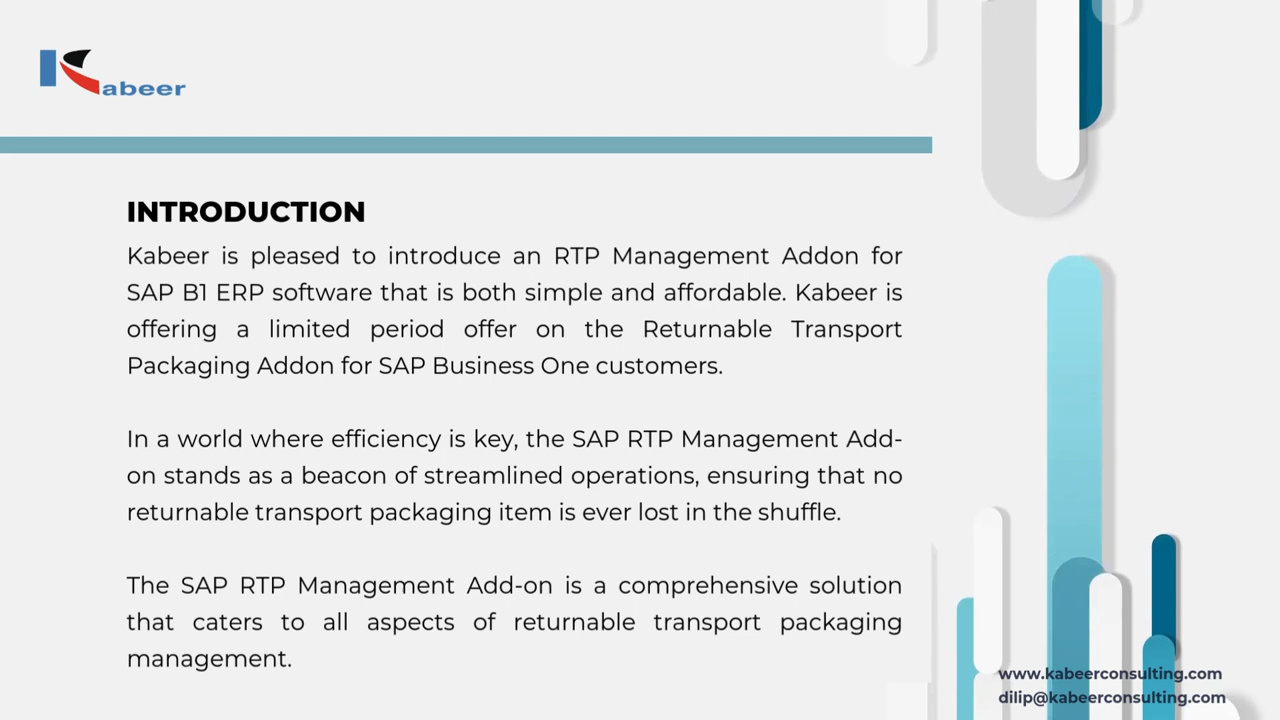 Kabeer
INTRODUCTION
Kabeer is pleased to introduce an RTP Management Addon for
SAP B1 ERP software that is both simple and affordable. Kabeer is
offering a limited period offer on the Returnable Transport
Packaging Addon for SAP Business One customers.
In a world where efficiency is key, the SAP RTP Management Add-
on stands as a beacon of streamlined operations, ensuring that no
returnable transport packaging item is ever lost in the shuffle.
The SAP RTP Management Add-on is a comprehensive solution
that caters to all aspects of returnable transport packaging
management.
www.kabeerconsulting.com
dilip@kabeerconsulting.com